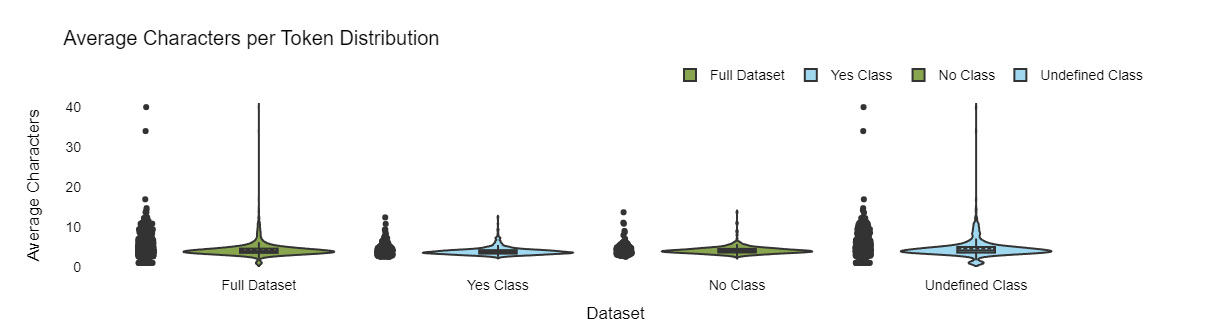 Average Characters per Token Distribution
Full Dataset Yes Class No Class Undefined Class
Average Characters
40
30
20
10
0
Full Dataset Yes Class No Class Undefined Class
Dataset